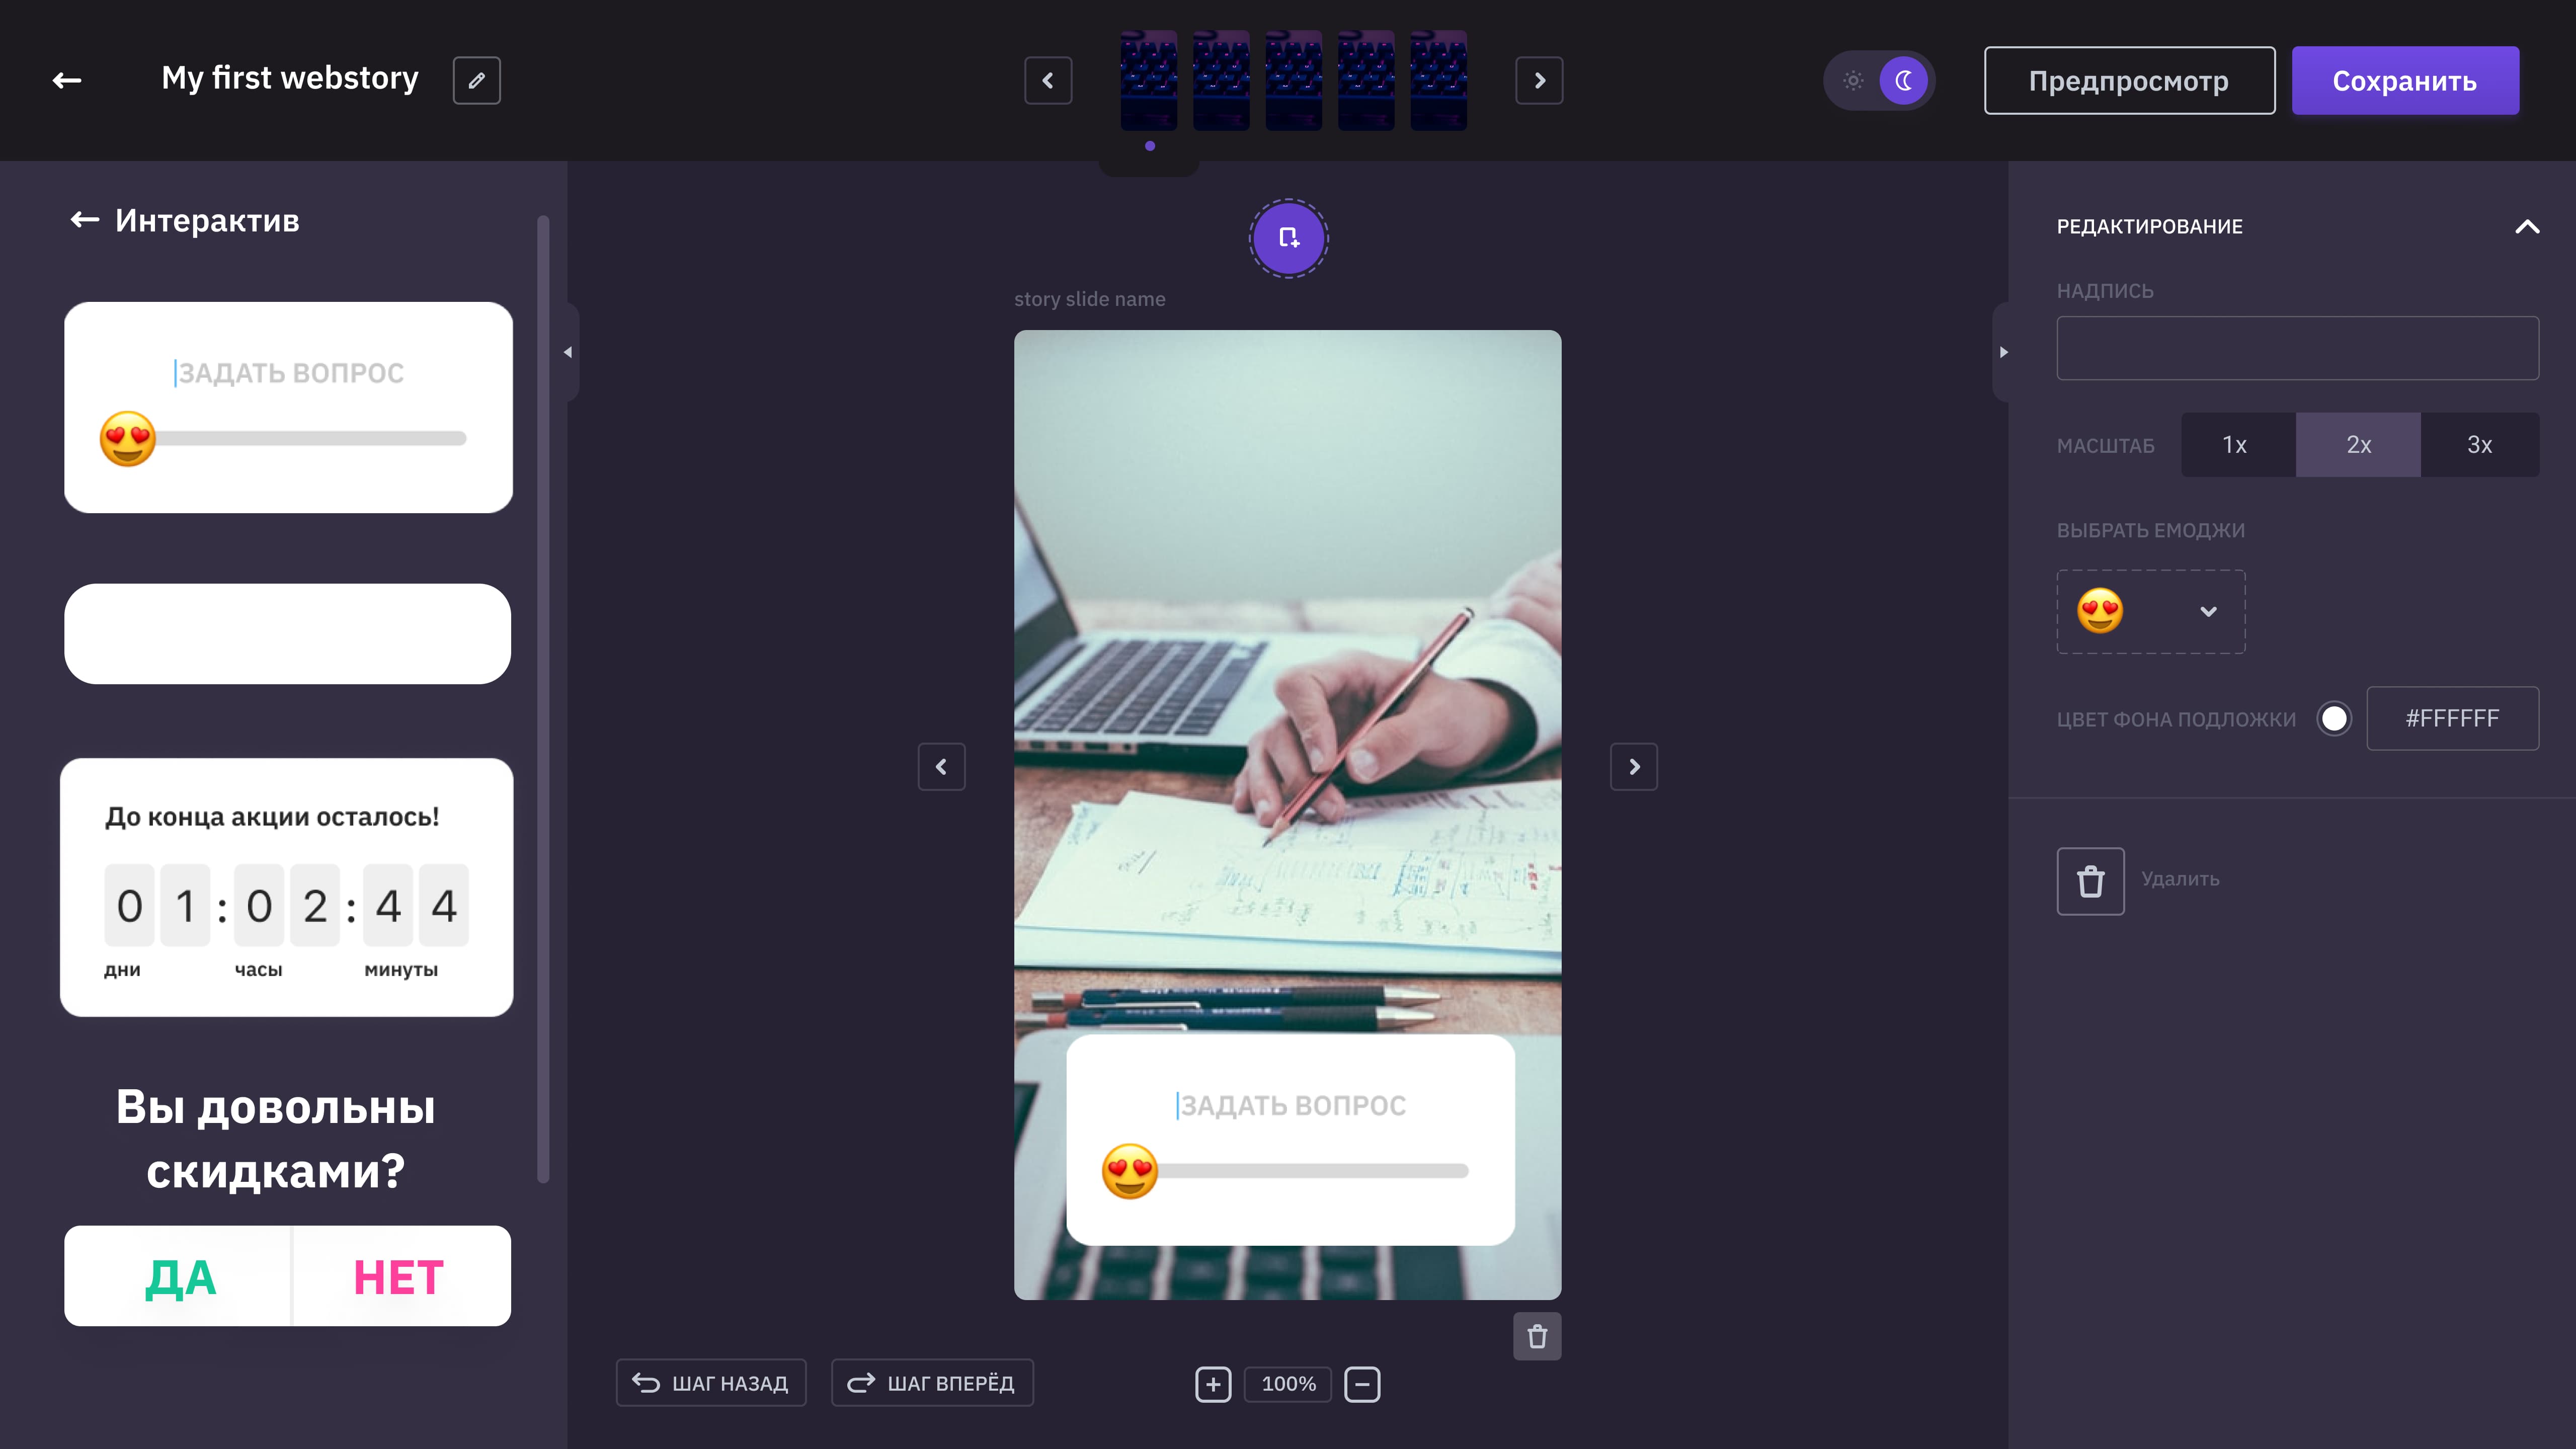 My first webstory
Предпросмотр
Сохранить
Интерактив
ЗАДАТЬ ВОПРОС
До конца акции осталось!
0 1 : 0 2 : 4 4
дни часы минуты
Вы довольны
скидками?
ДА НЕТ
story slide name
ЗАДАТЬ ВОПРОС
ШАГ НАЗАД
ШАГ ВПЕРЁД
100%
РЕДАКТИРОВАНИЕ
НАДПИСЬ
МАСШТАБ 1x 2x 3x
ВЫБРАТЬ ЕМОДЖИ
ЦВЕТ ФОНА ПОДЛОЖКИ #FFFFFF
Удалить